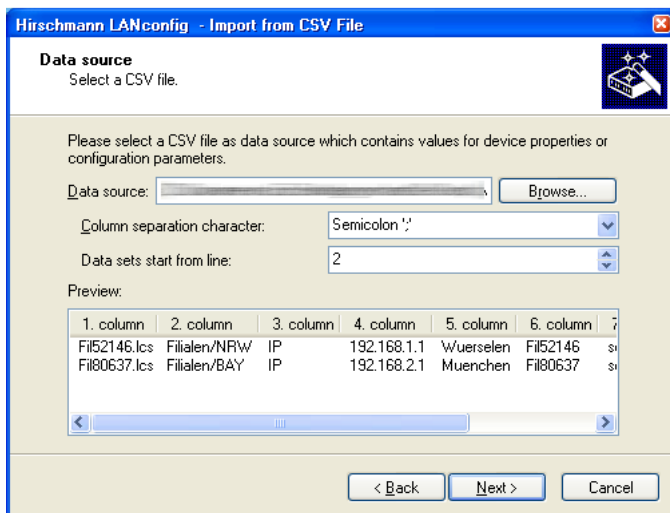 Hirschmann LANconfig - Import from CSV File
Data source
Select a CSV file.
Please select a CSV file as data source which contains values for device properties or
configuration parameters.
Data source: Browse...
Column separation character: Semicolon ';'
Data sets start from line: 2
Preview:
1. column 2. column 3. column 4. column 5. column 6. column 7
Fil52146.lcs Filialen/NRW IP 192.168.1.1 Wuerselen Fil52146
Fil80637.lcs Filialen/BAY IP 192.168.2.1 Muenchen Fil80637
< Back Next > Cancel